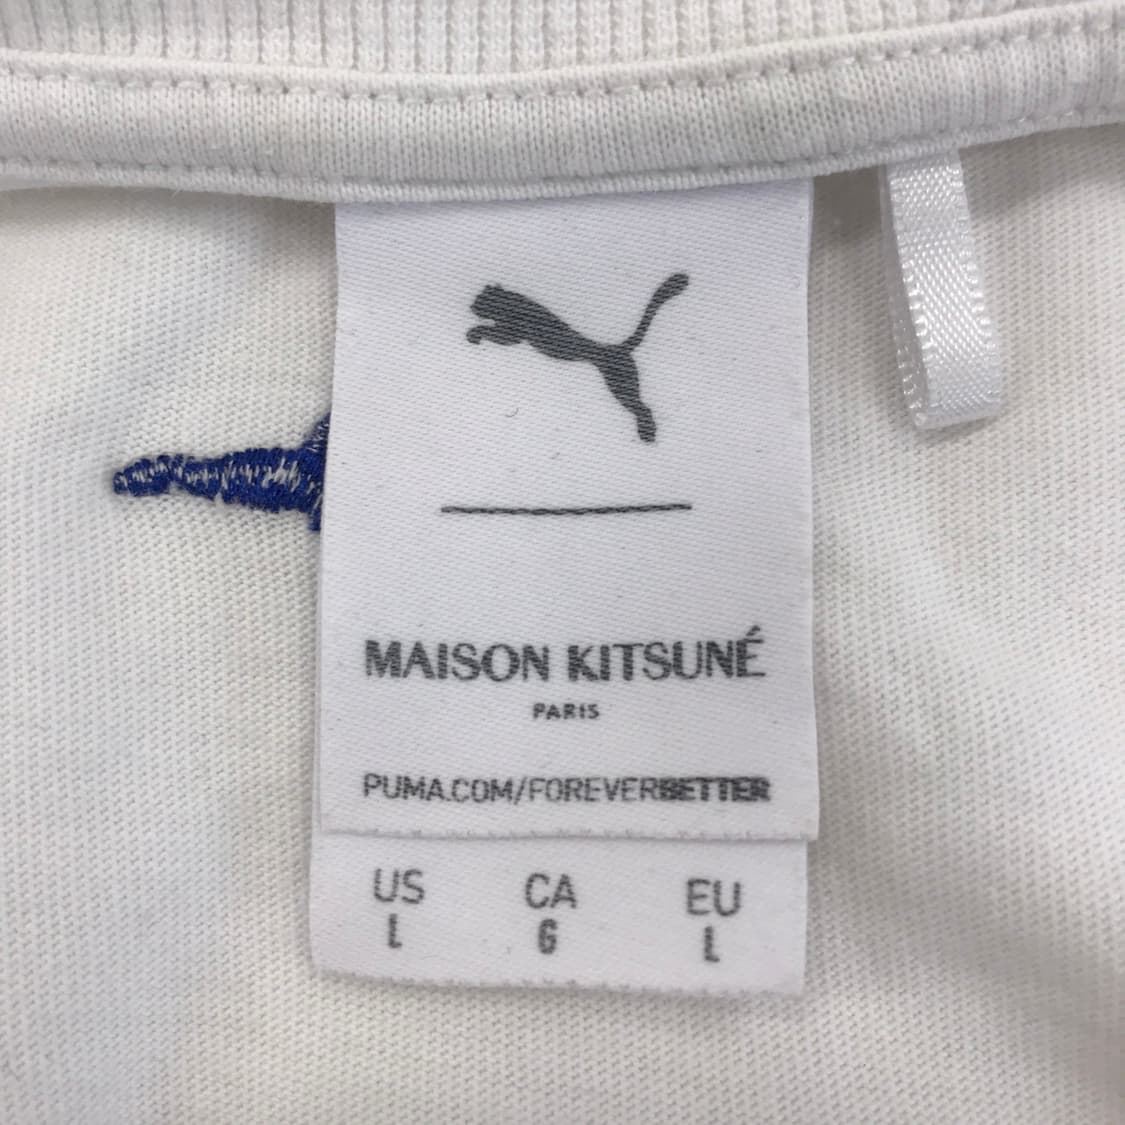 MAISON KITSUNÉ
PARIS
PUMA.COM/FOREVERBETTER
US CA EU
L G L